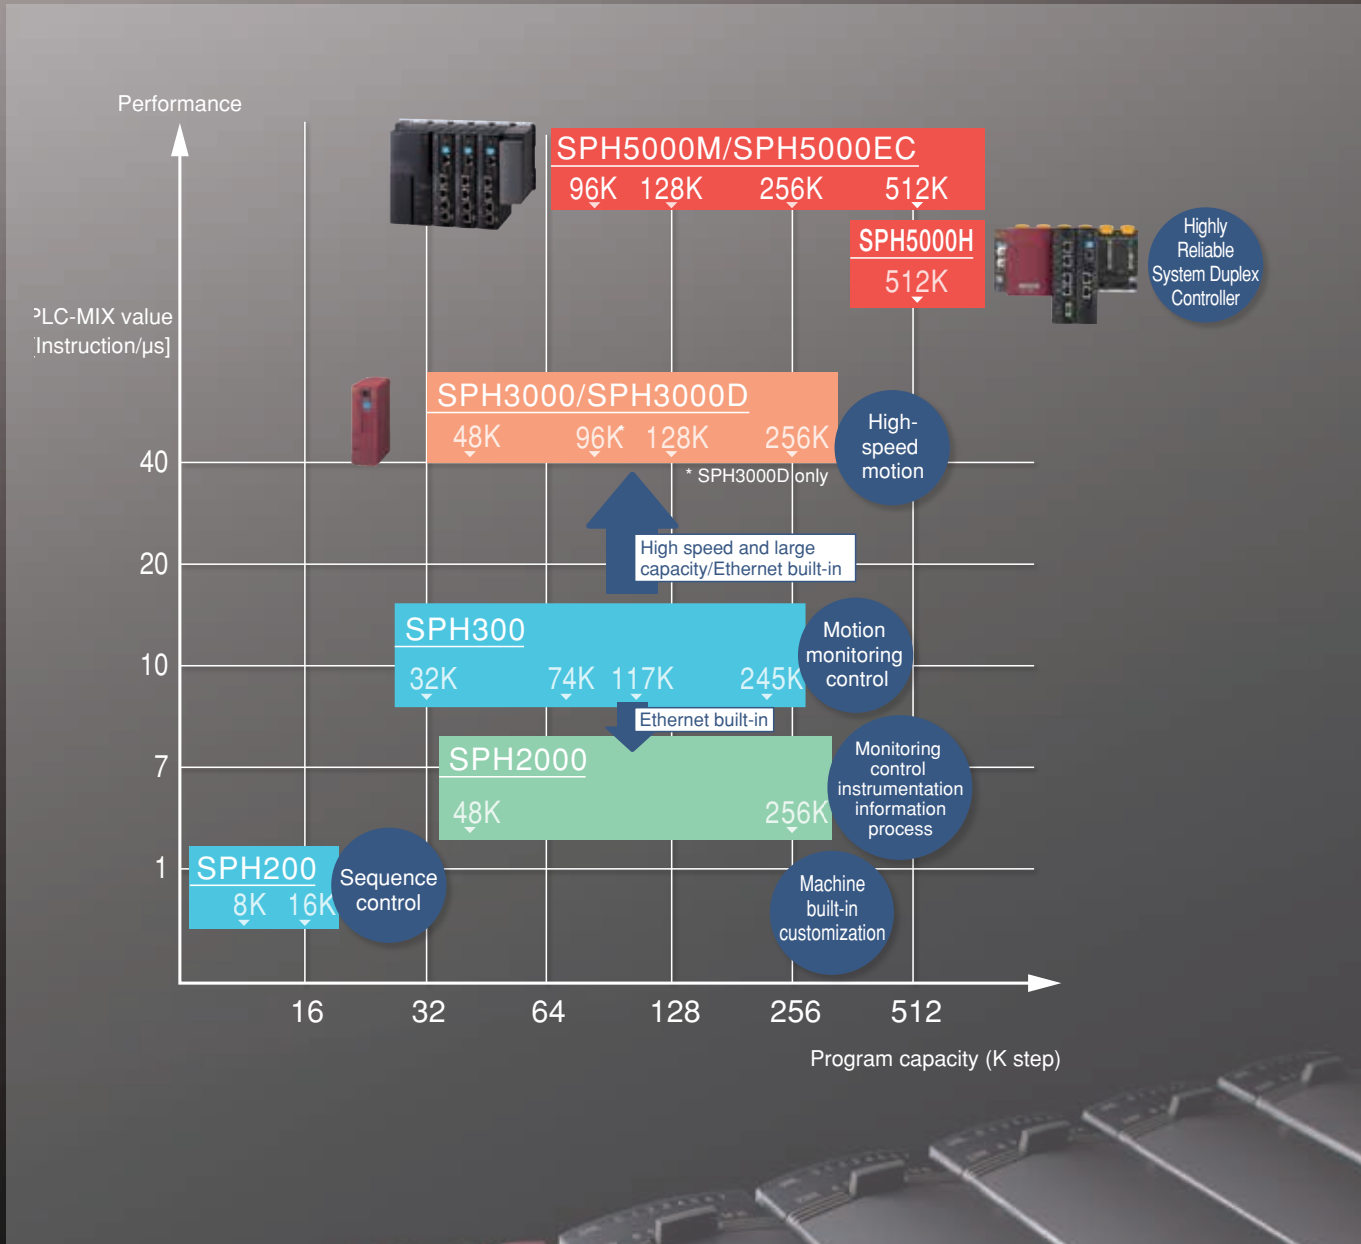 Performance
SPH5000M/SPH5000EC
96K 128K 256K 512K
SPH5000H
512K
Highly
Reliable
System Duplex
Controller
PLC-MIX value
[Instruction/µs]
SPH3000/SPH3000D
48K 96K* 128K 256K
* SPH3000D only
High-
speed
motion
40
High speed and large
capacity/Ethernet built-in
20
SPH300
32K 74K 117K 245K
Motion
monitoring
control
10
Ethernet built-in
SPH2000
48K 256K
Monitoring
control
instrumentation
information
process
7
SPH200
8K 16K
Sequence
control
1
Machine
built-in
customization
16 32 64 128 256 512
Program capacity (K step)